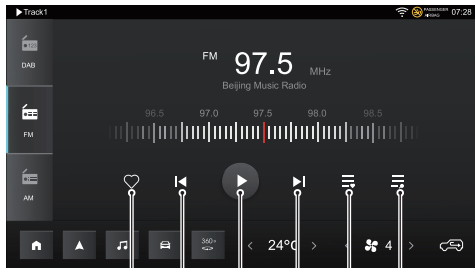 Track1
PASSENGER
AIRBAG
07:28
DAB
FM
AM
FM
97.5
MHz
Beijing Music Radio
96.5 97.0 97.5 98.0 98.5
360°
24°C
4